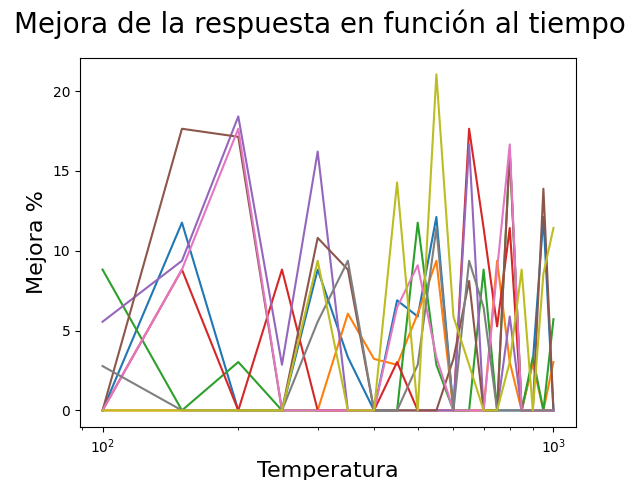 Mejora de la respuesta en función al tiempo
Mejora %
20
15
10
5
0
10²
10³
Temperatura